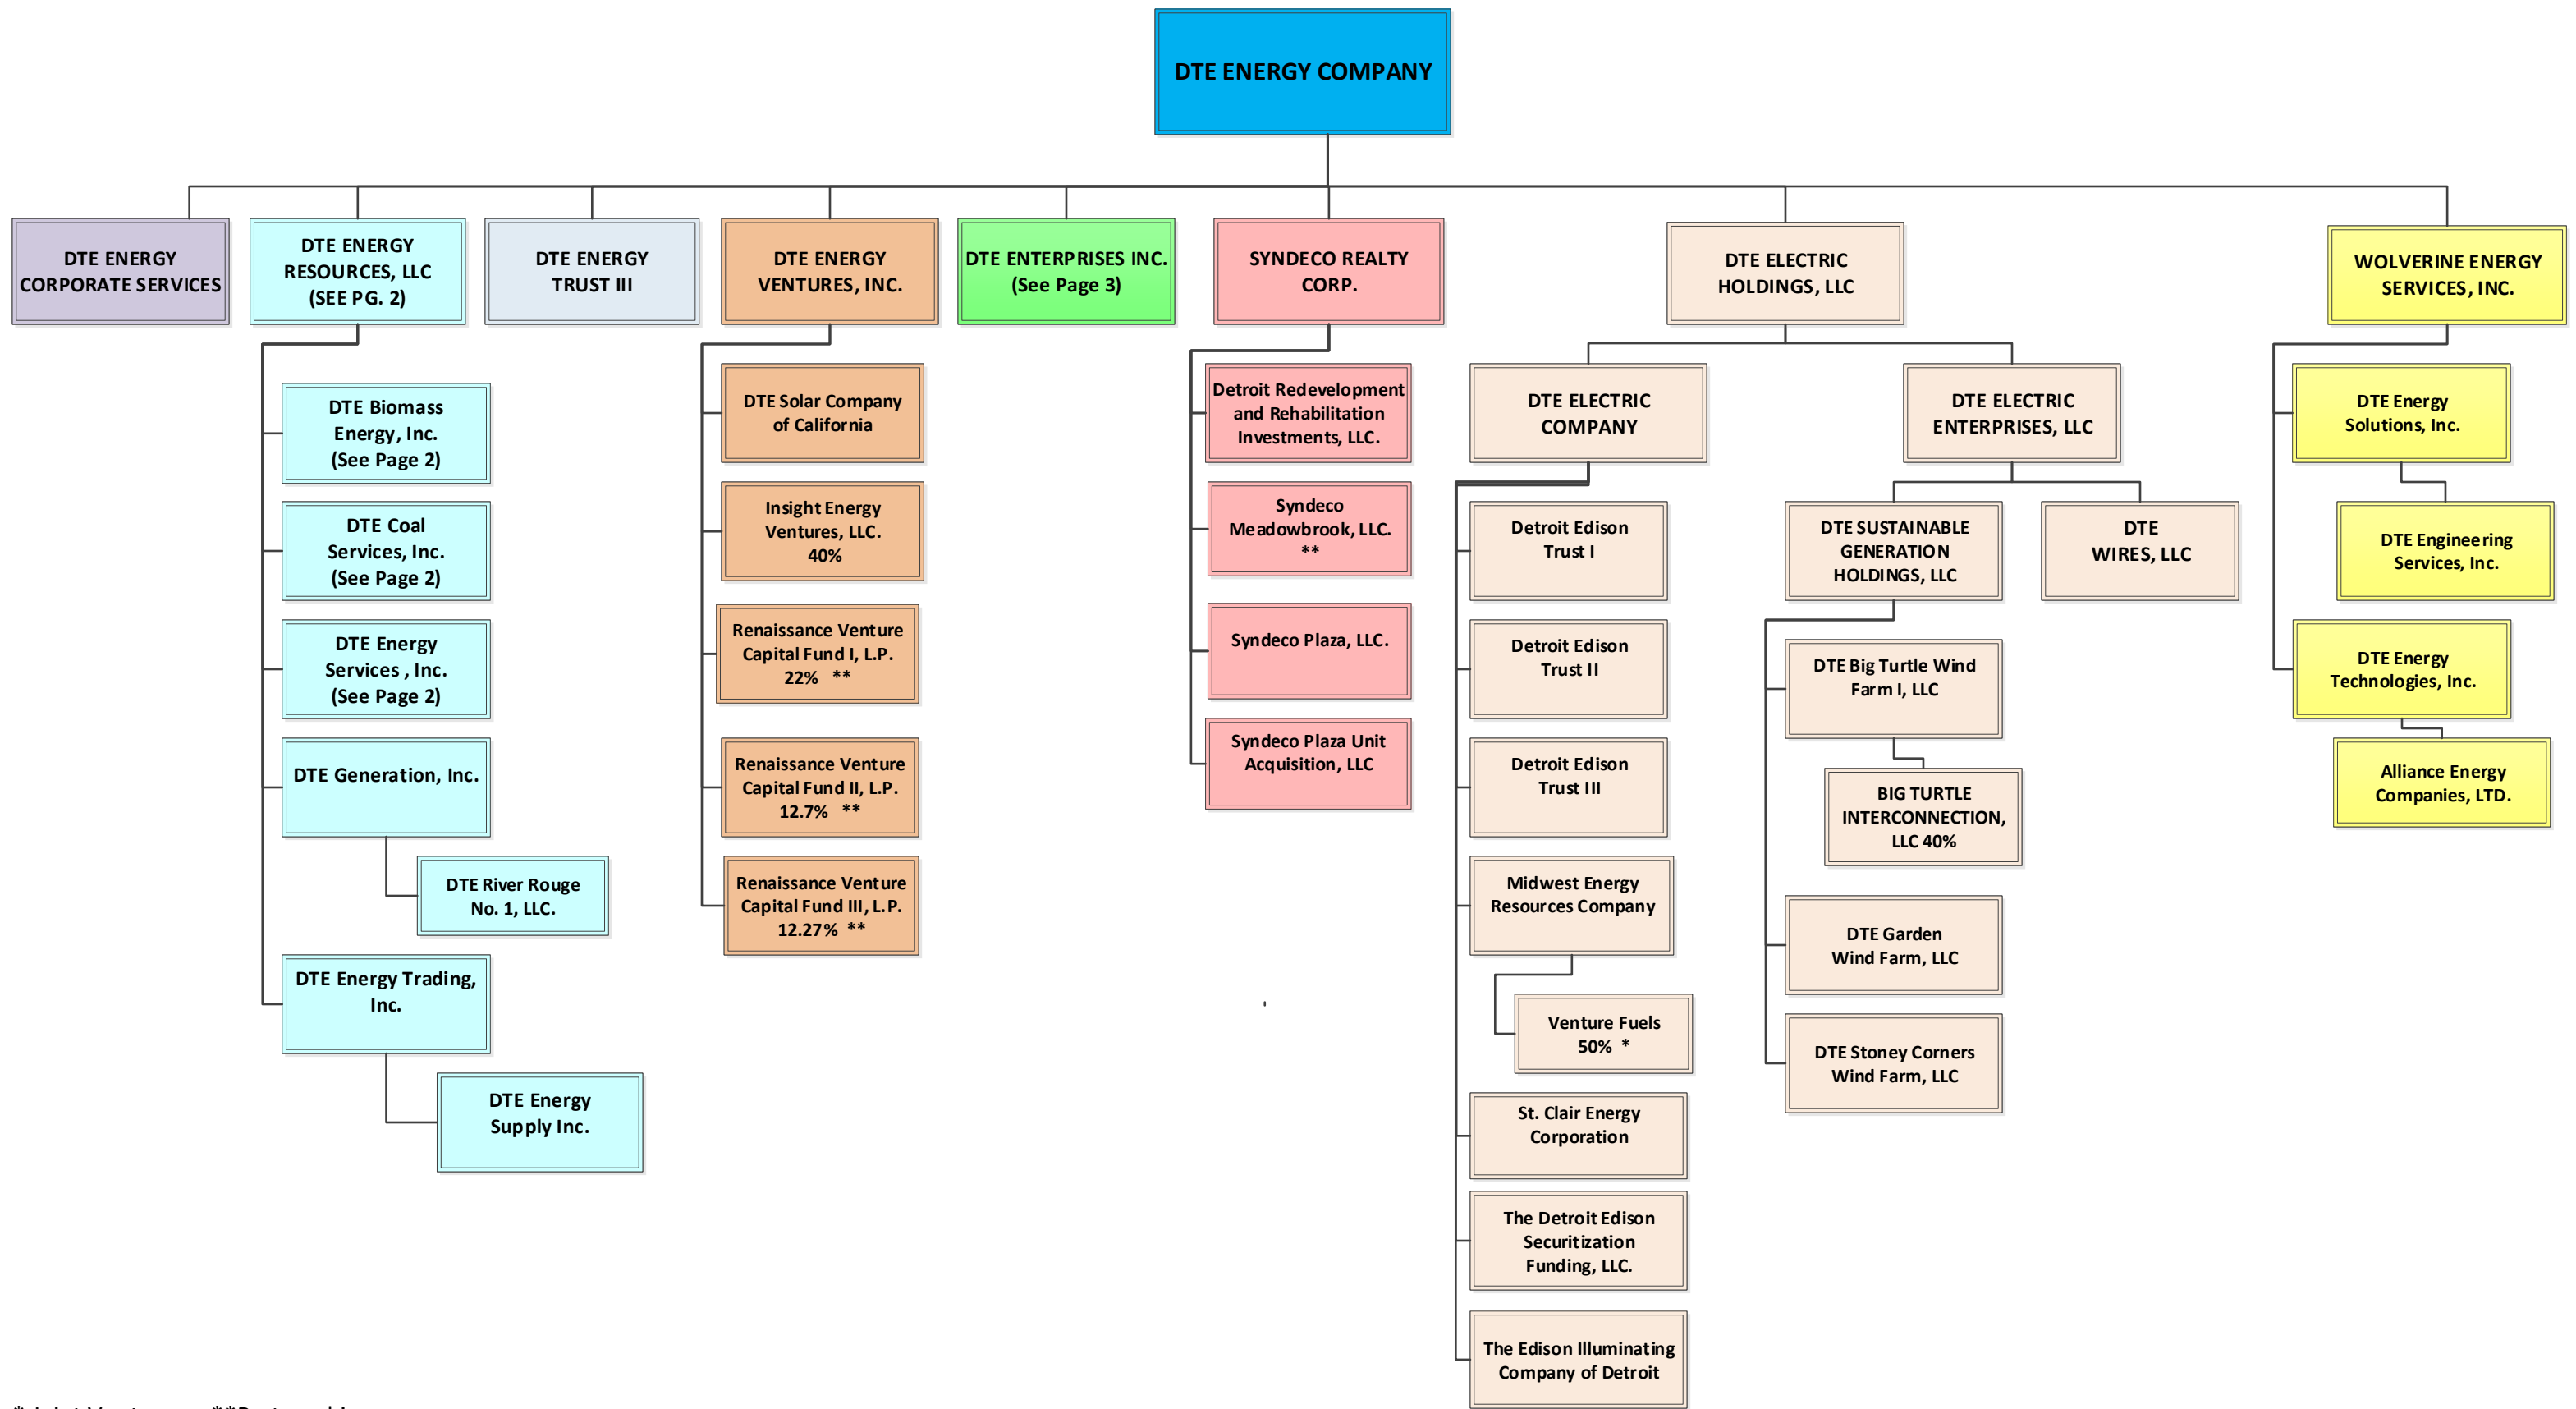 DTE ENERGY COMPANY
DTE ENERGY
CORPORATE SERVICES
DTE ENERGY
RESOURCES, LLC
(SEE PG. 2)
DTE ENERGY
TRUST III
DTE ENERGY
VENTURES, INC.
DTE ENTERPRISES INC.
(See Page 3)
SYNDECO REALTY
CORP.
DTE ELECTRIC
HOLDINGS, LLC
WOLVERINE ENERGY
SERVICES, INC.
DTE Biomass
Energy, Inc.
(See Page 2)
DTE Coal
Services, Inc.
(See Page 2)
DTE Energy
Services , Inc.
(See Page 2)
DTE Generation, Inc.
DTE River Rouge
No. 1, LLC.
DTE Energy Trading,
Inc.
DTE Energy
Supply Inc.
DTE Solar Company
of California
Insight Energy
Ventures, LLC.
40%
Renaissance Venture
Capital Fund I, L.P.
22% **
Renaissance Venture
Capital Fund II, L.P.
12.7% **
Renaissance Venture
Capital Fund III, L.P.
12.27% **
Detroit Redevelopment
and Rehabilitation
Investments, LLC.
Syndeco
Meadowbrook, LLC.
**
Syndeco Plaza, LLC.
Syndeco Plaza Unit
Acquisition, LLC
DTE ELECTRIC
COMPANY
Detroit Edison
Trust I
Detroit Edison
Trust II
Detroit Edison
Trust III
Midwest Energy
Resources Company
Venture Fuels
50% *
St. Clair Energy
Corporation
The Detroit Edison
Securitization
Funding, LLC.
The Edison Illuminating
Company of Detroit
DTE ELECTRIC
ENTERPRISES, LLC
DTE SUSTAINABLE
GENERATION
HOLDINGS, LLC
DTE
WIRES, LLC
DTE Big Turtle Wind
Farm I, LLC
BIG TURTLE
INTERCONNECTION,
LLC 40%
DTE Garden
Wind Farm, LLC
DTE Stoney Corners
Wind Farm, LLC
DTE Energy
Solutions, Inc.
DTE Engineering
Services, Inc.
DTE Energy
Technologies, Inc.
Alliance Energy
Companies, LTD.